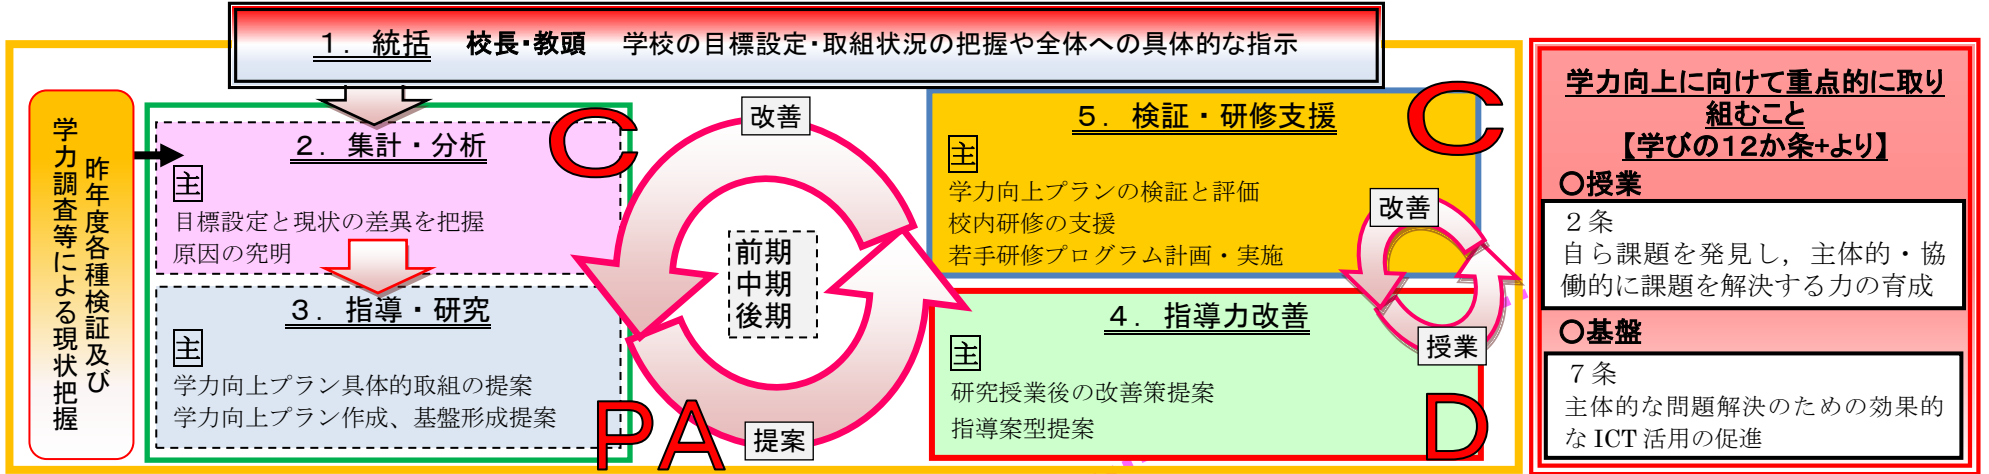 １．統括　校長・教頭　学校の目標設定・取組状況の把握や全体への具体的な指示
昨年度各種検証及び
学力調査等による現状把握
２．集計・分析
C
主
目標設定と現状の差異を把握
原因の究明
３．指導・研究
主
学力向上プラン具体的取組の提案
学力向上プラン作成、基盤形成提案
PA
改善
前期
中期
後期
提案
５．検証・研修支援
C
主
学力向上プランの検証と評価
校内研修の支援
若手研修プログラム計画・実施
改善
授業
４．指導力改善
主
研究授業後の改善策提案
指導案型提案
D
学力向上に向けて重点的に取り
組むこと
【学びの１２か条+より】
○授業
２条
自ら課題を発見し，主体的・協
働的に課題を解決する力の育成
○基盤
７条
主体的な問題解決のための効果的
な ICT 活用の促進